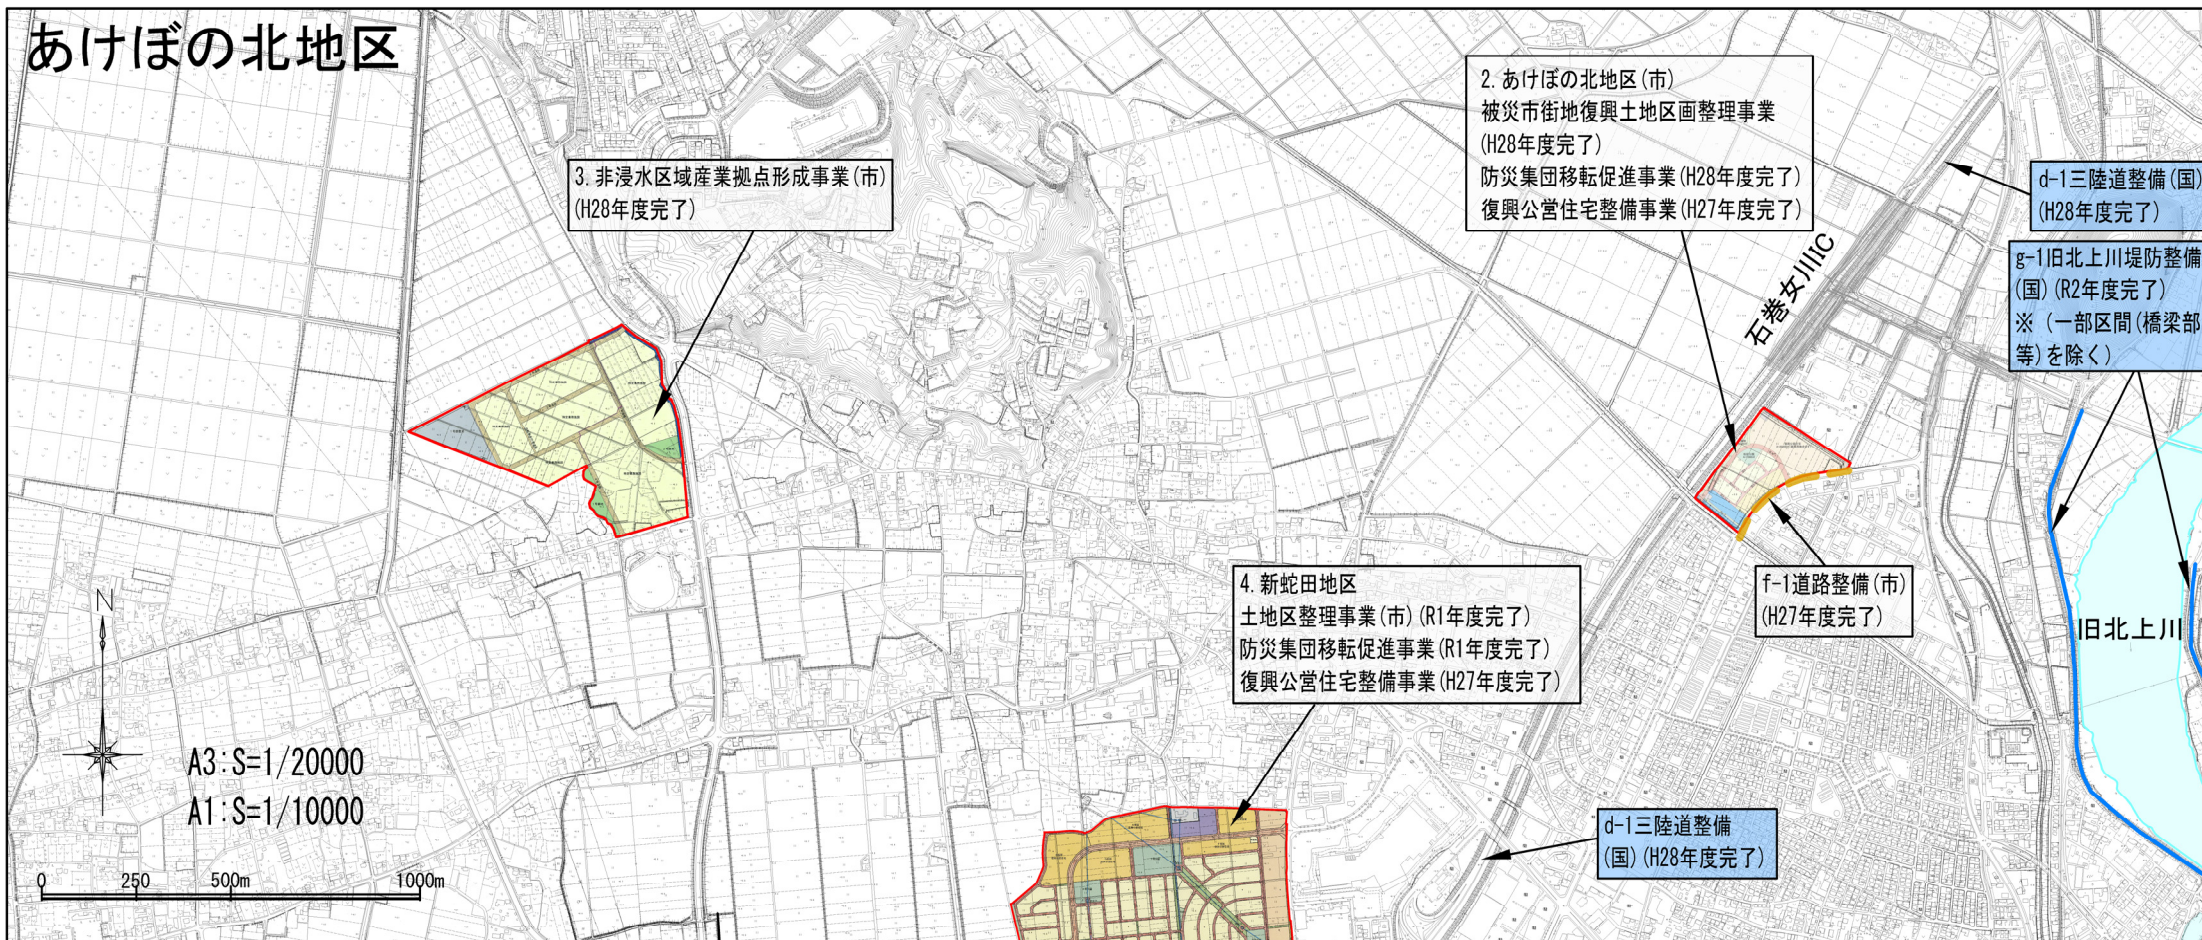 あけぼの北地区
2. あけぼの北地区(市)
被災市街地復興土地区画整理事業
(H28年度完了)
防災集団移転促進事業(H28年度完了)
復興公営住宅整備事業(H27年度完了)
3. 非浸水区域産業拠点形成事業(市)
(H28年度完了)
d-1三陸道整備(国)
(H28年度完了)
g-1旧北上川堤防整備
(国)(R2年度完了)
※（一部区間(橋梁部
等)を除く）
石巻女川IC
4. 新蛇田地区
土地区整理事業(市)(R1年度完了)
防災集団移転促進事業(R1年度完了)
復興公営住宅整備事業(H27年度完了)
f-1道路整備(市)
(H27年度完了)
旧北上川
N
A3:S=1/20000
A1:S=1/10000
0 250 500m 1000m
d-1三陸道整備
(国)(H28年度完了)